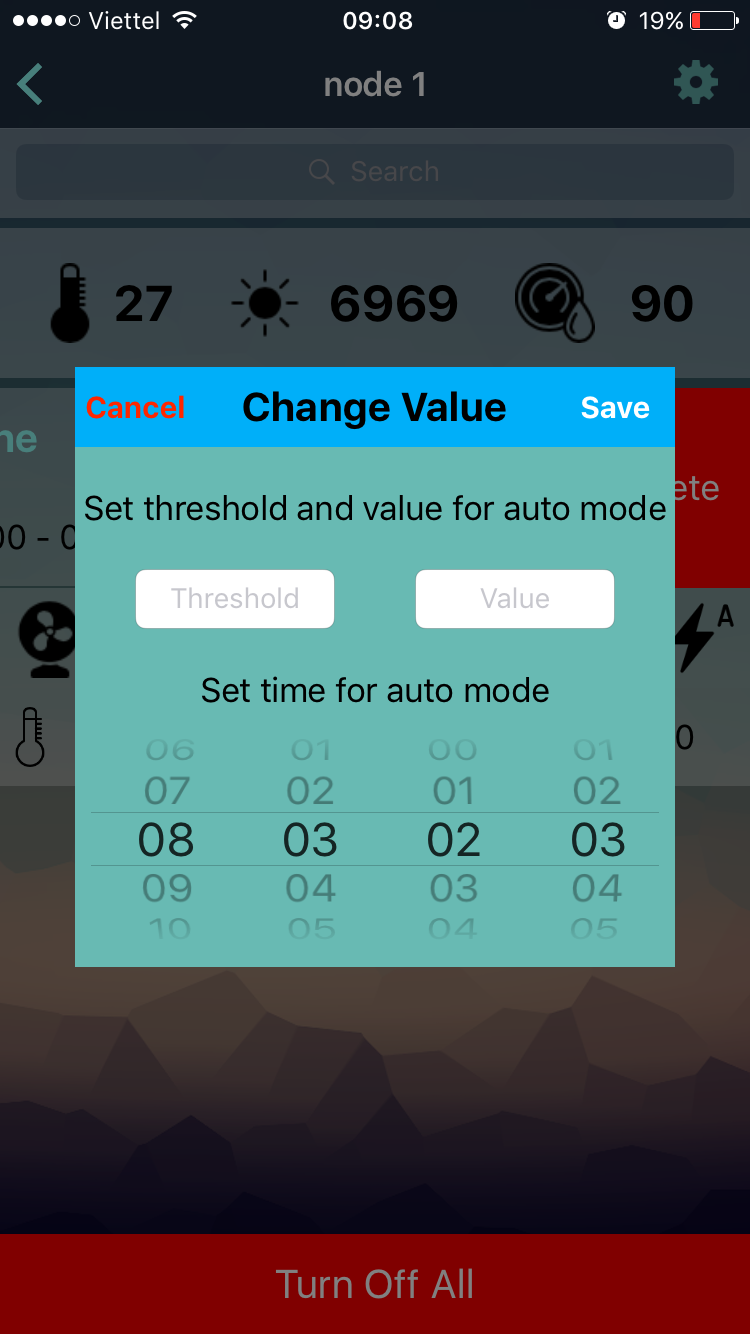 Viettel 09:08 19%
node 1
Search
27 6969 90
Cancel Change Value Save
ne
ete
Set threshold and value for auto mode
00 - 0
Threshold Value
A
Set time for auto mode
0
06 01 00 01
07 02 01 02
08 03 02 03
09 04 03 04
10 05 04 05
Turn Off All